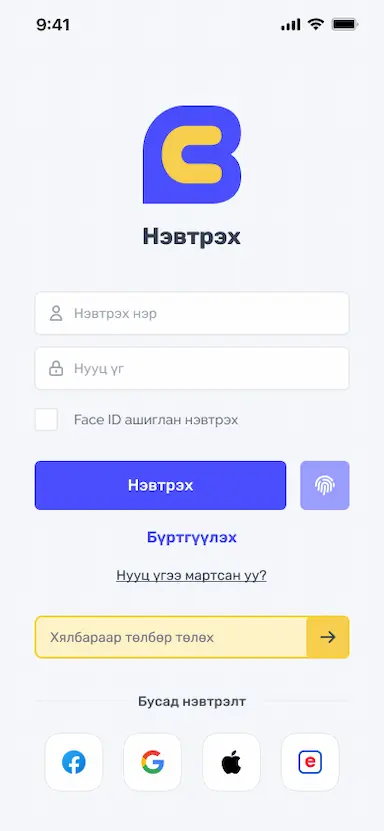 9:41
Нэвтрэх
Нэвтрэх нэр
Нууц үг
Face ID ашиглан нэвтрэх
Нэвтрэх
Бүртгүүлэх
Нууц үгээ мартсан уу?
Хялбараар төлбөр төлөх
Бусад нэвтрэлт